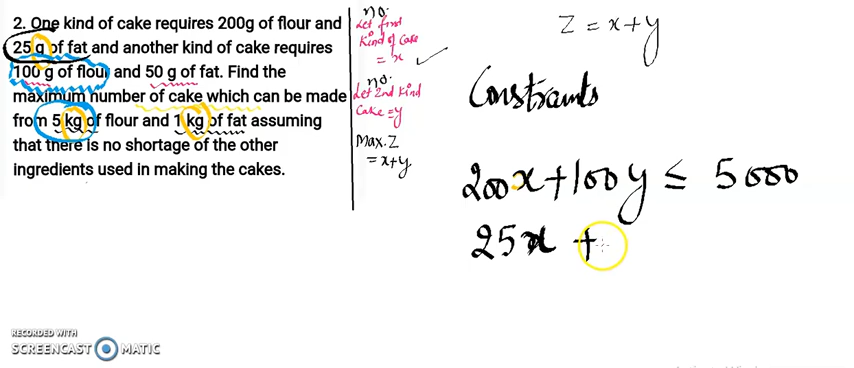 2. One kind of cake requires 200g of flour and
25 g of fat and another kind of cake requires
100 g of flour and 50 g of fat. Find the
maximum number of cake which can be made
from 5 kg of flour and 1 kg of fat assuming
that there is no shortage of the other
ingredients used in making the cakes.
no.
Let first
kind of cake
= x
no.
Let 2nd kind
Cake = y
Max. Z
= x+y
Z = x+y
Constraints
200x+100y ≤ 5000
25x +
RECORDED WITH
SCREENCAST MATIC